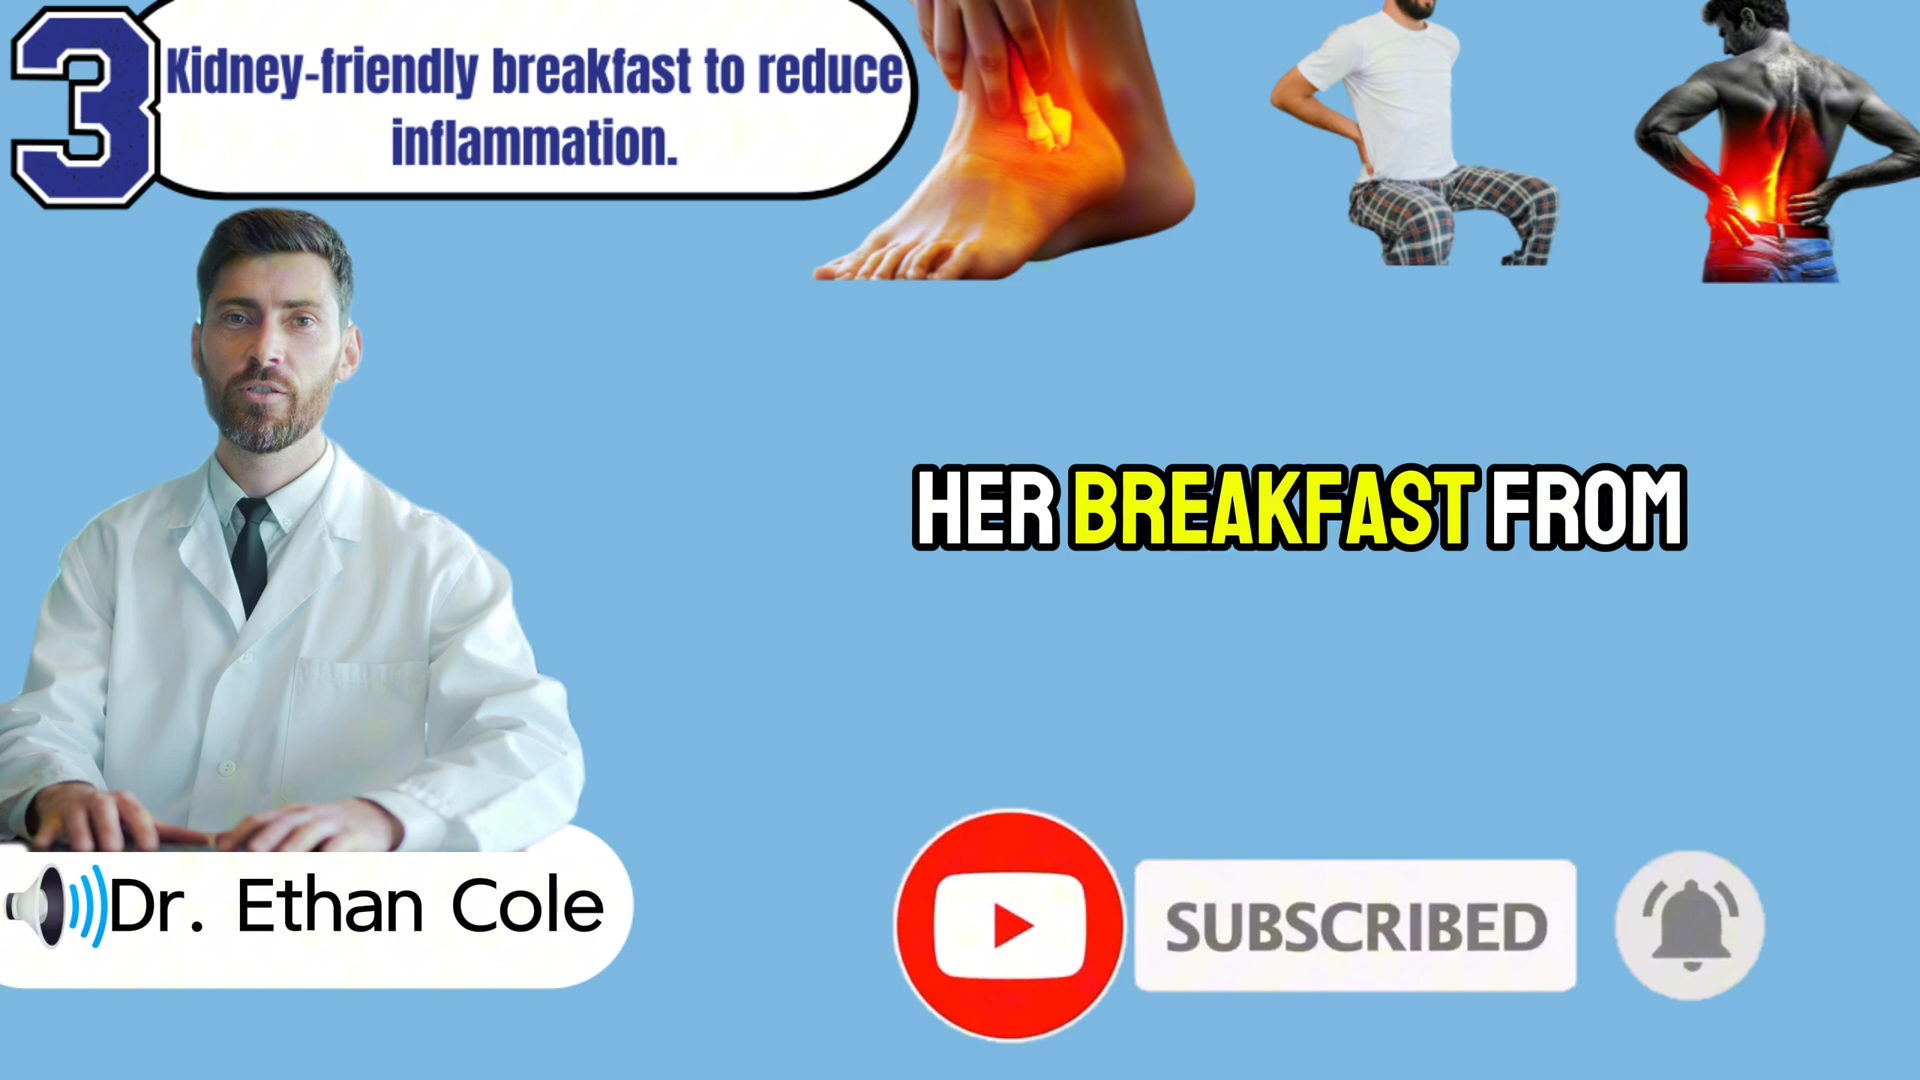 3
Kidney-friendly breakfast to reduce
inflammation.
HER BREAKFAST FROM
Dr. Ethan Cole
SUBSCRIBED